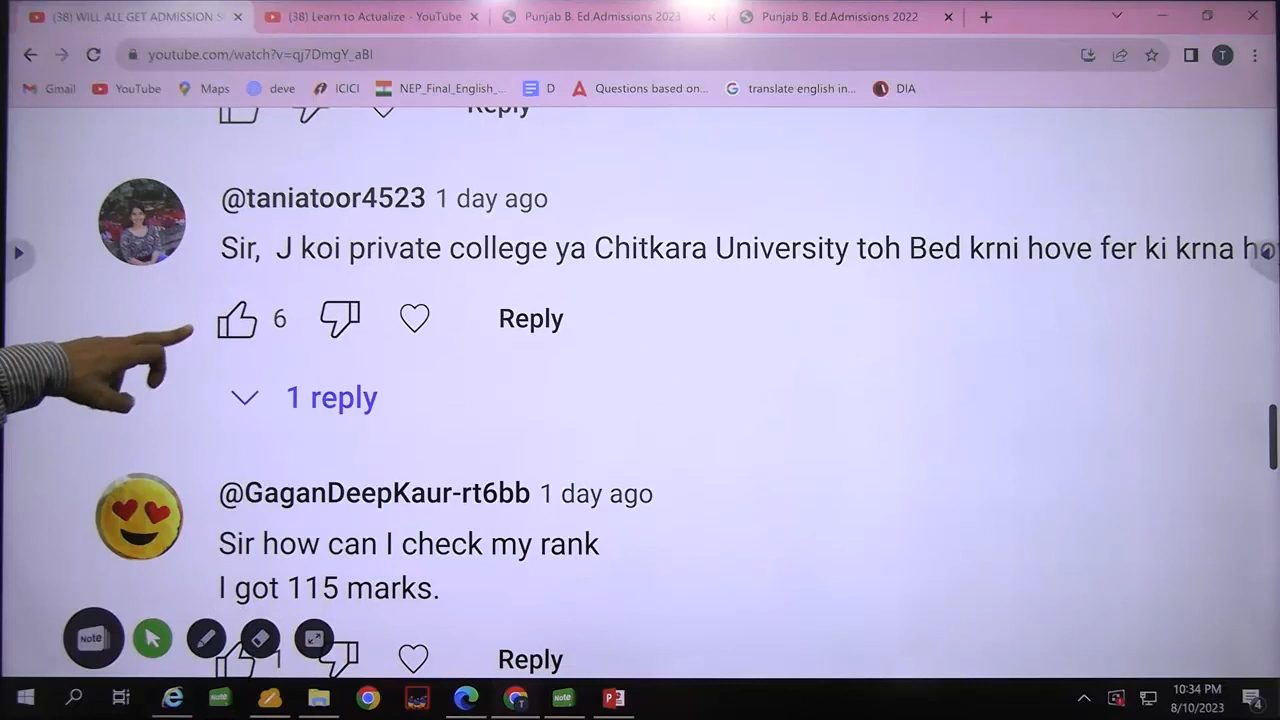 (38) WILL ALL GET ADMISSION
(38) Learn to Actualize - YouTube
Punjab B. Ed.Admissions 2023
Punjab B. Ed.Admissions 2022
youtube.com/watch?v=qj7DmgY_aBI
T
Gmail
YouTube
Maps
deve
ICICI
NEP_Final_English_...
D
Questions based on...
translate english in...
DIA
Reply
@taniatoor4523 1 day ago
Sir, J koi private college ya Chitkara University toh Bed krni hove fer ki krna
6
Reply
1 reply
@GaganDeepKaur-rt6bb 1 day ago
Sir how can I check my rank
I got 115 marks.
Note
1
Reply
Note
Note
10:34 PM
8/10/2023
4